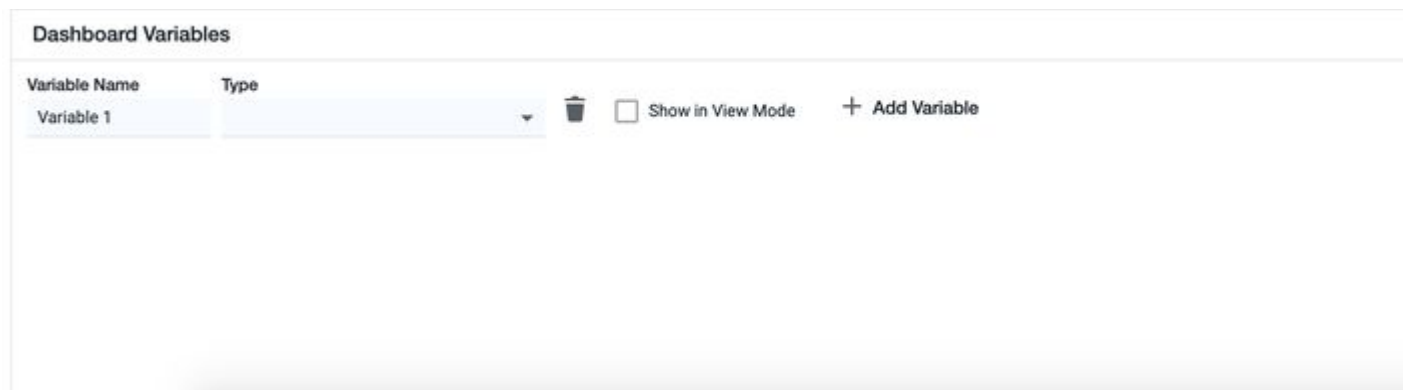 Dashboard Variables
Variable Name Type
Variable 1
Show in View Mode
+ Add Variable